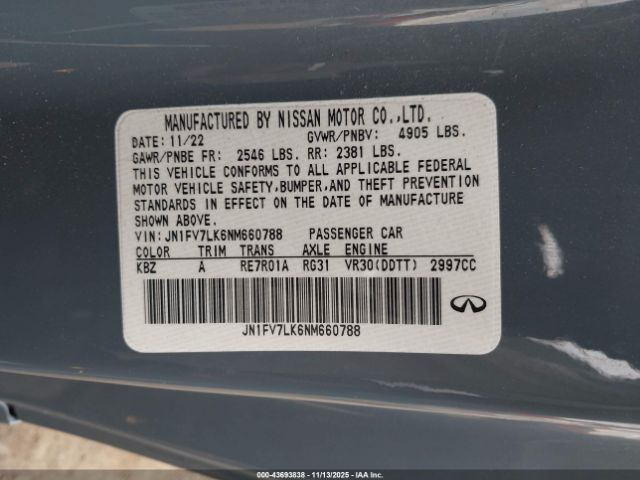 MANUFACTURED BY NISSAN MOTOR CO.,LTD.
DATE: 11/22 GVWR/PNBV: 4905 LBS.
GAWR/PNBE FR: 2546 LBS. RR: 2381 LBS.
THIS VEHICLE CONFORMS TO ALL APPLICABLE FEDERAL
MOTOR VEHICLE SAFETY,BUMPER,AND THEFT PREVENTION
STANDARDS IN EFFECT ON THE DATE OF MANUFACTURE
SHOWN ABOVE.
VIN: JN1FV7LK6NM660788 PASSENGER CAR
COLOR TRIM TRANS AXLE ENGINE
KBZ A RE7R01A RG31 VR30(DDTT) 2997CC
JN1FV7LK6NM660788
© IAA - 43693838 - 11/13/2025 - © IAA